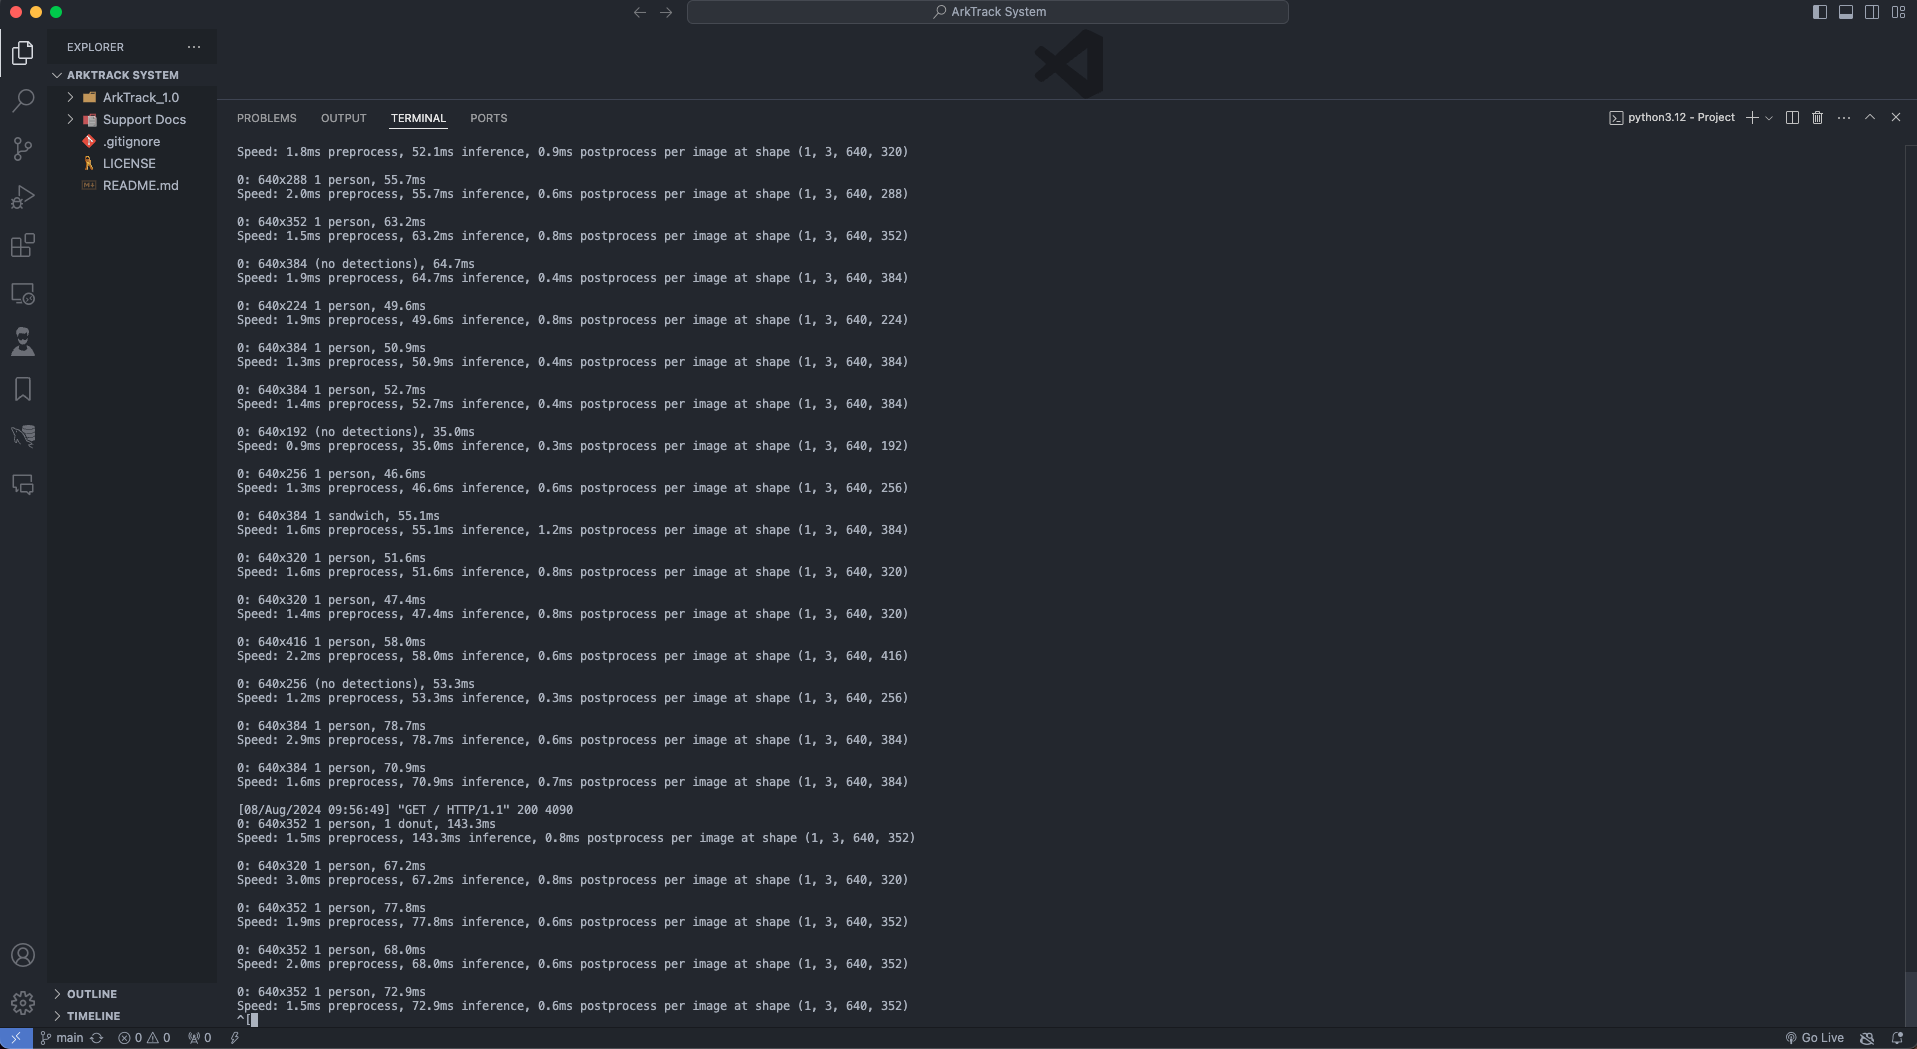 ArkTrack System
EXPLORER
ARKTRACK SYSTEM
ArkTrack_1.0
Support Docs
.gitignore
LICENSE
README.md
OUTLINE
TIMELINE
PROBLEMS OUTPUT TERMINAL PORTS
python3.12 - Project
Speed: 1.8ms preprocess, 52.1ms inference, 0.9ms postprocess per image at shape (1, 3, 640, 320)
0: 640x288 1 person, 55.7ms
Speed: 2.0ms preprocess, 55.7ms inference, 0.6ms postprocess per image at shape (1, 3, 640, 288)
0: 640x352 1 person, 63.2ms
Speed: 1.5ms preprocess, 63.2ms inference, 0.8ms postprocess per image at shape (1, 3, 640, 352)
0: 640x384 (no detections), 64.7ms
Speed: 1.9ms preprocess, 64.7ms inference, 0.4ms postprocess per image at shape (1, 3, 640, 384)
0: 640x224 1 person, 49.6ms
Speed: 1.9ms preprocess, 49.6ms inference, 0.8ms postprocess per image at shape (1, 3, 640, 224)
0: 640x384 1 person, 50.9ms
Speed: 1.3ms preprocess, 50.9ms inference, 0.4ms postprocess per image at shape (1, 3, 640, 384)
0: 640x384 1 person, 52.7ms
Speed: 1.4ms preprocess, 52.7ms inference, 0.4ms postprocess per image at shape (1, 3, 640, 384)
0: 640x192 (no detections), 35.0ms
Speed: 0.9ms preprocess, 35.0ms inference, 0.3ms postprocess per image at shape (1, 3, 640, 192)
0: 640x256 1 person, 46.6ms
Speed: 1.3ms preprocess, 46.6ms inference, 0.6ms postprocess per image at shape (1, 3, 640, 256)
0: 640x384 1 sandwich, 55.1ms
Speed: 1.6ms preprocess, 55.1ms inference, 1.2ms postprocess per image at shape (1, 3, 640, 384)
0: 640x320 1 person, 51.6ms
Speed: 1.6ms preprocess, 51.6ms inference, 0.8ms postprocess per image at shape (1, 3, 640, 320)
0: 640x320 1 person, 47.4ms
Speed: 1.4ms preprocess, 47.4ms inference, 0.8ms postprocess per image at shape (1, 3, 640, 320)
0: 640x416 1 person, 58.0ms
Speed: 2.2ms preprocess, 58.0ms inference, 0.6ms postprocess per image at shape (1, 3, 640, 416)
0: 640x256 (no detections), 53.3ms
Speed: 1.2ms preprocess, 53.3ms inference, 0.3ms postprocess per image at shape (1, 3, 640, 256)
0: 640x384 1 person, 78.7ms
Speed: 2.9ms preprocess, 78.7ms inference, 0.6ms postprocess per image at shape (1, 3, 640, 384)
0: 640x384 1 person, 70.9ms
Speed: 1.6ms preprocess, 70.9ms inference, 0.7ms postprocess per image at shape (1, 3, 640, 384)
[08/Aug/2024 09:56:49] "GET / HTTP/1.1" 200 4090
0: 640x352 1 person, 1 donut, 143.3ms
Speed: 1.5ms preprocess, 143.3ms inference, 0.8ms postprocess per image at shape (1, 3, 640, 352)
0: 640x320 1 person, 67.2ms
Speed: 3.0ms preprocess, 67.2ms inference, 0.8ms postprocess per image at shape (1, 3, 640, 320)
0: 640x352 1 person, 77.8ms
Speed: 1.9ms preprocess, 77.8ms inference, 0.6ms postprocess per image at shape (1, 3, 640, 352)
0: 640x352 1 person, 68.0ms
Speed: 2.0ms preprocess, 68.0ms inference, 0.6ms postprocess per image at shape (1, 3, 640, 352)
0: 640x352 1 person, 72.9ms
Speed: 1.5ms preprocess, 72.9ms inference, 0.6ms postprocess per image at shape (1, 3, 640, 352)
^[
main 0 0 0 Go Live